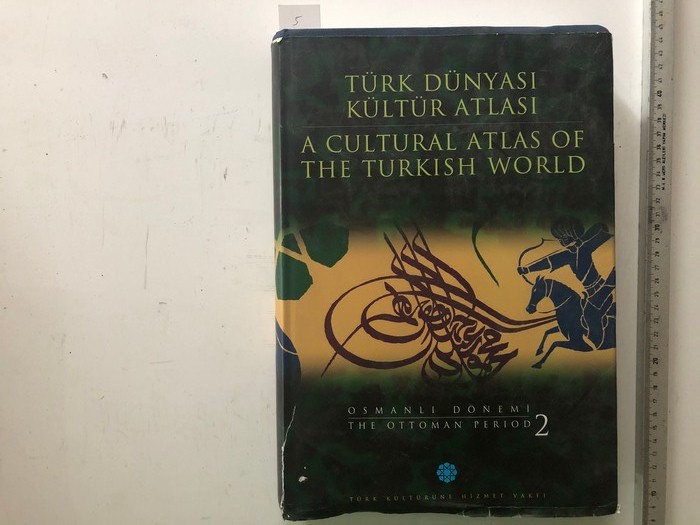 5
TÜRK DÜNYASI
KÜLTÜR ATLASI
A CULTURAL ATLAS OF
THE TURKISH WORLD
OSMANLI DÖNEMİ
THE OTTOMAN PERIOD 2
TÜRK KÜLTÜRÜNE HİZMET VAKFI